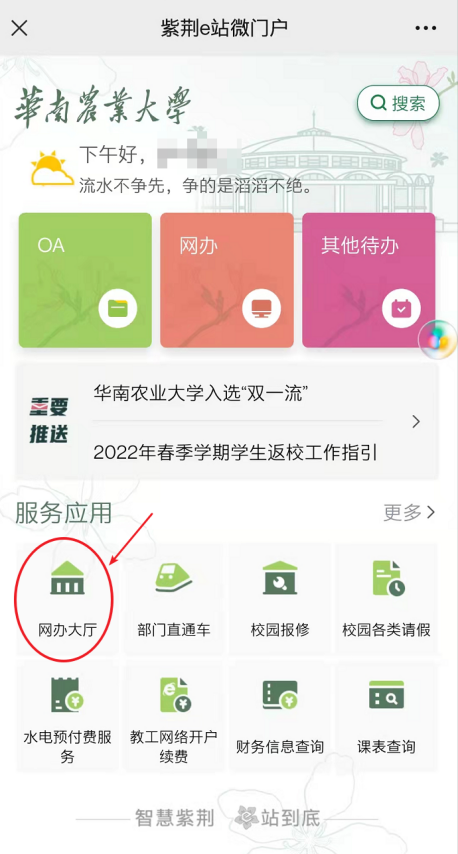 紫荆e站微门户
華南農業大學
搜索
下午好，
流水不争先，争的是滔滔不绝。
OA
网办
其他待办
重要
推送
华南农业大学入选“双一流”
2022年春季学期学生返校工作指引
服务应用
更多
网办大厅
部门直通车
校园报修
校园各类请假
水电预付费服
务
教工网络开户
续费
财务信息查询
课表查询
智慧紫荆
e站到底